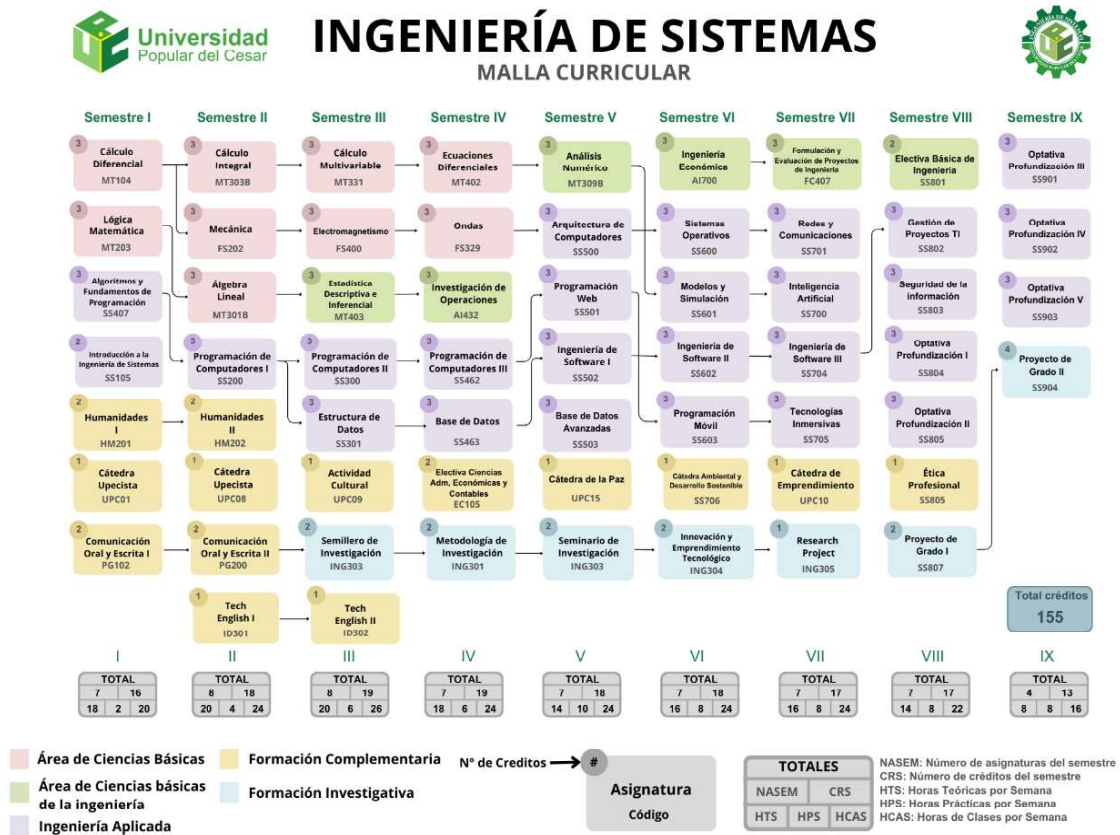 Universidad
Popular del Cesar
INGENIERÍA DE SISTEMAS
MALLA CURRICULAR
Semestre I
Semestre II
Semestre III
Semestre IV
Semestre V
Semestre VI
Semestre VII
Semestre VIII
Semestre IX
3
Cálculo
Diferencial
MT104
3
Cálculo
Integral
MT303B
3
Cálculo
Multivariable
MT331
3
Ecuaciones
Diferenciales
MT402
3
Análisis
Numérico
MT309B
3
Ingeniería
Económica
AI700
3
Formulación y
Evaluación de Proyectos
de Ingeniería
FC407
2
Electiva Básica de
Ingeniería
SS801
3
Optativa
Profundización III
SS901
3
Lógica
Matemática
MT203
3
Mecánica
FS202
3
Electromagnetismo
FS400
3
Ondas
FS329
3
Arquitectura de
Computadores
SS500
3
Sistemas
Operativos
SS600
3
Redes y
Comunicaciones
SS701
3
Gestión de
Proyectos TI
SS802
3
Optativa
Profundización IV
SS902
3
Algoritmos y
Fundamentos de
Programación
SS407
3
Álgebra
Lineal
MT301B
3
Estadística
Descriptiva e
Inferencial
MT403
3
Investigación de
Operaciones
AI432
3
Programación
Web
SS501
3
Modelos y
Simulación
SS601
3
Inteligencia
Artificial
SS700
3
Seguridad de la
información
SS803
3
Optativa
Profundización V
SS903
2
Introducción a la
Ingeniería de Sistemas
SS105
3
Programación de
Computadores I
SS200
3
Programación de
Computadores II
SS300
3
Programación de
Computadores III
SS462
3
Ingeniería de
Software I
SS502
3
Ingeniería de
Software II
SS602
3
Ingeniería de
Software III
SS704
3
Optativa
Profundización I
SS804
4
Proyecto de
Grado II
SS904
2
Humanidades
I
HM201
2
Humanidades
II
HM202
3
Estructura de
Datos
SS301
3
Base de Datos
SS463
3
Base de Datos
Avanzadas
SS503
3
Programación
Móvil
SS603
3
Tecnologías
Inmersivas
SS705
3
Optativa
Profundización II
SS805
1
Cátedra
Upecista
UPC01
1
Cátedra
Upecista
UPC08
1
Actividad
Cultural
UPC09
2
Electiva Ciencias
Adm, Económicas y
Contables
EC105
1
Cátedra de la Paz
UPC15
1
Cátedra Ambiental y
Desarrollo Sostenible
SS706
1
Cátedra de
Emprendimiento
UPC10
1
Ética
Profesional
SS805
2
Comunicación
Oral y Escrita I
PG102
2
Comunicación
Oral y Escrita II
PG200
2
Semillero de
Investigación
ING303
2
Metodología de
Investigación
ING301
2
Seminario de
Investigación
ING303
2
Innovación y
Emprendimiento
Tecnológico
ING304
1
Research
Project
ING305
2
Proyecto de
Grado I
SS807
1
Tech
English I
ID301
1
Tech
English II
ID302
Total créditos
155
I
II
III
IV
V
VI
VII
VIII
IX
TOTAL
7 16
18 2 20
TOTAL
8 18
20 4 24
TOTAL
8 19
20 6 26
TOTAL
7 19
18 6 24
TOTAL
7 18
14 10 24
TOTAL
7 18
16 8 24
TOTAL
7 17
16 8 24
TOTAL
7 17
14 8 22
TOTAL
4 13
8 8 16
Área de Ciencias Básicas
Área de Ciencias básicas
de la ingeniería
Ingeniería Aplicada
Formación Complementaria
Formación Investigativa
N° de Creditos
#
Asignatura
Código
TOTALES
NASEM CRS
HTS HPS HCAS
NASEM: Número de asignaturas del semestre
CRS: Número de créditos del semestre
HTS: Horas Teóricas por Semana
HPS: Horas Prácticas por Semana
HCAS: Horas de Clases por Semana